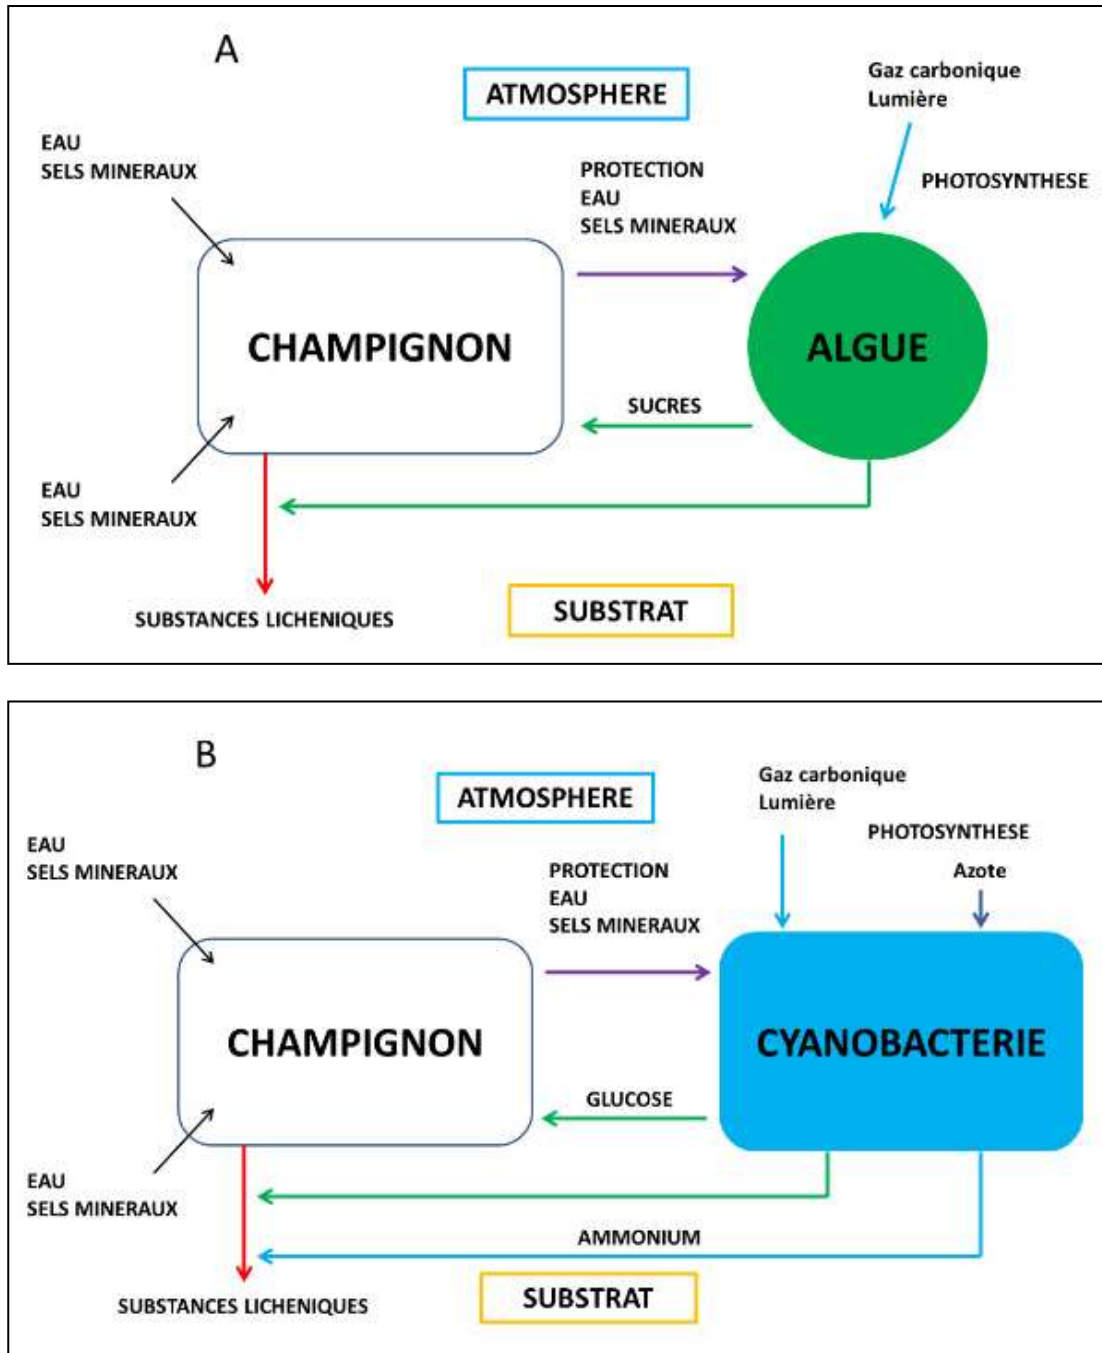 A
ATMOSPHERE
Gaz carbonique
Lumière
EAU
SELS MINERAUX
PROTECTION
EAU
SELS MINERAUX
PHOTOSYNTHESE
CHAMPIGNON
ALGUE
SUCRES
EAU
SELS MINERAUX
SUBSTANCES LICHENIQUES
SUBSTRAT
B
ATMOSPHERE
Gaz carbonique
Lumière
PHOTOSYNTHESE
Azote
EAU
SELS MINERAUX
PROTECTION
EAU
SELS MINERAUX
CHAMPIGNON
CYANOBACTERIE
GLUCOSE
EAU
SELS MINERAUX
AMMONIUM
SUBSTANCES LICHENIQUES
SUBSTRAT